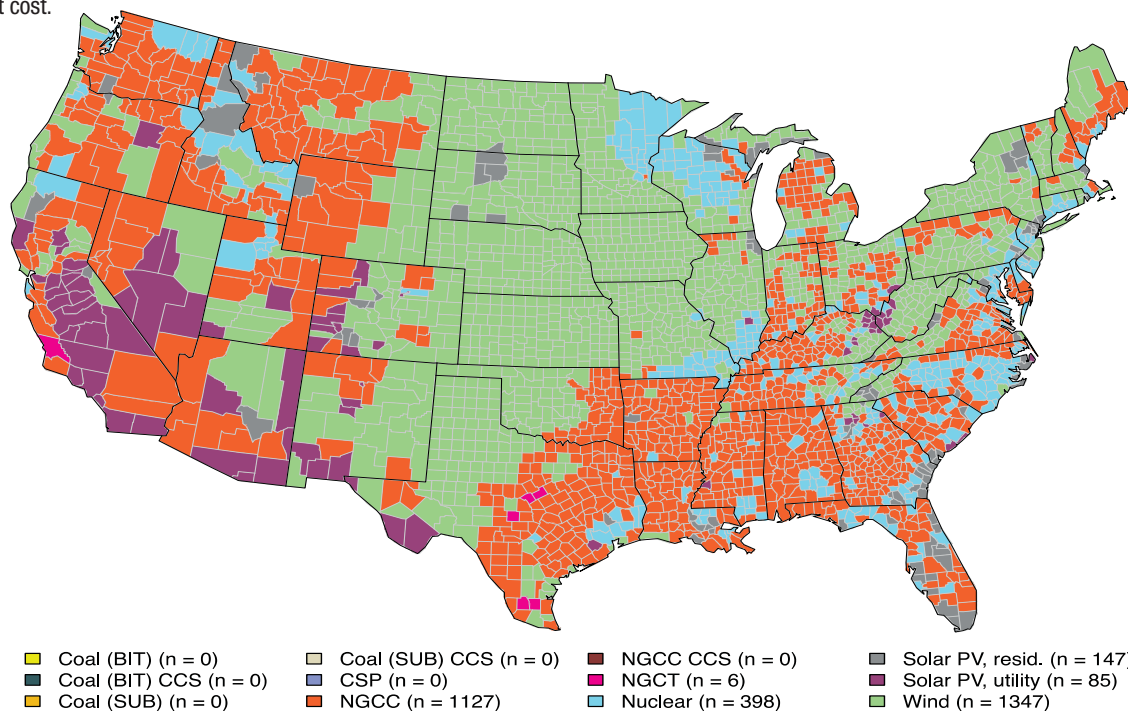 t cost.
Coal (BIT) (n = 0) Coal (SUB) CCS (n = 0) NGCC CCS (n = 0) Solar PV, resid. (n = 147)
Coal (BIT) CCS (n = 0) CSP (n = 0) NGCT (n = 6) Solar PV, utility (n = 85)
Coal (SUB) (n = 0) NGCC (n = 1127) Nuclear (n = 398) Wind (n = 1347)